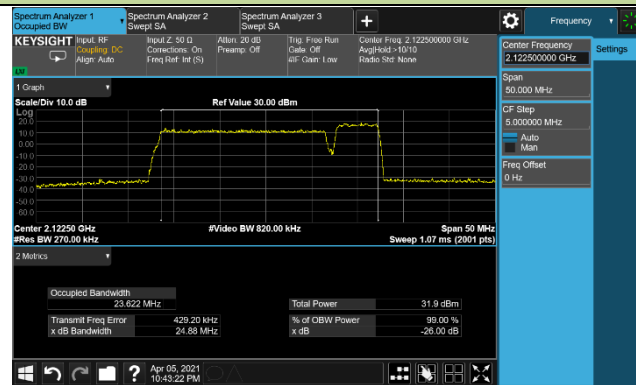 Spectrum Analyzer 1
Occupied BW
Spectrum Analyzer 2
Swept SA
Spectrum Analyzer 3
Swept SA
Frequency
KEYSIGHT
Input: RF
Coupling: DC
Align: Auto
Input Z: 50 Ω
Corrections: On
Freq Ref: Int (S)
Atten: 20 dB
Preamp: Off
Trig: Free Run
Gate: Off
#IF Gain: Low
Center Freq: 2.122500000 GHz
Avg|Hold:>10/10
Radio Std: None
Center Frequency
2.122500000 GHz
Settings
Span
50.000 MHz
CF Step
5.000000 MHz
Auto
Man
Freq Offset
0 Hz
1 Graph
Scale/Div 10.0 dB
Ref Value 30.00 dBm
Log
20.0
10.0
0.00
-10.0
-20.0
-30.0
-40.0
-50.0
-60.0
Center 2.12250 GHz
#Video BW 820.00 kHz
Span 50 MHz
#Res BW 270.00 kHz
Sweep 1.07 ms (2001 pts)
2 Metrics
Occupied Bandwidth
23.622 MHz
Total Power
31.9 dBm
Transmit Freq Error
429.20 kHz
% of OBW Power
99.00 %
x dB Bandwidth
24.88 MHz
x dB
-26.00 dB
Apr 05, 2021
10:43:22 PM